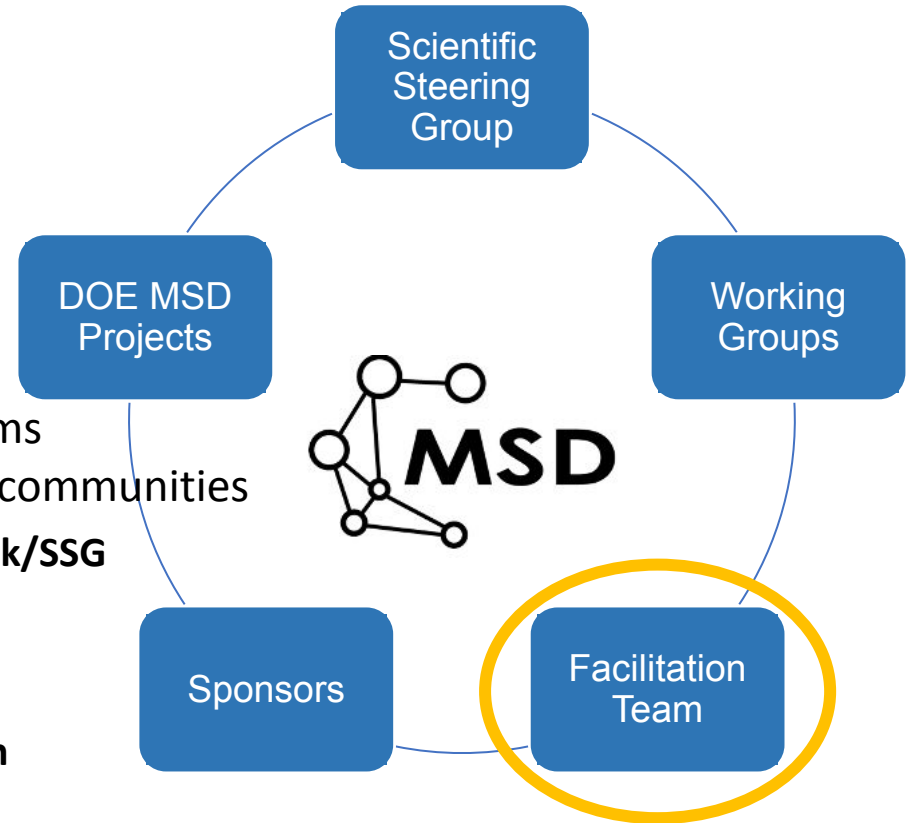 Scientific
Steering
Group
DOE MSD
Projects
Working
Groups
MSD
ms
communities
k/SSG
Sponsors
Facilitation
Team
n